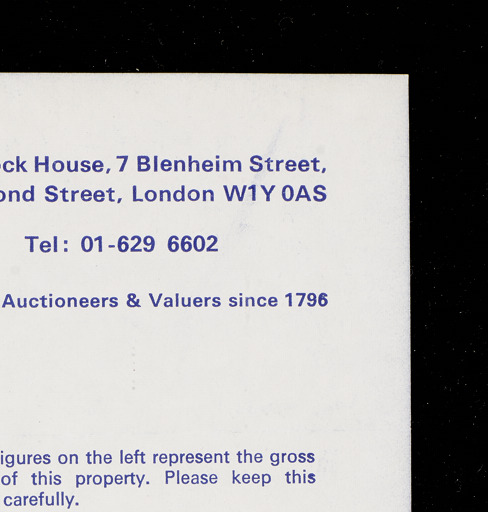 ock House, 7 Blenheim Street,
ond Street, London W1Y 0AS
Tel: 01-629 6602
Auctioneers & Valuers since 1796
igures on the left represent the gross
of this property. Please keep this
carefully.